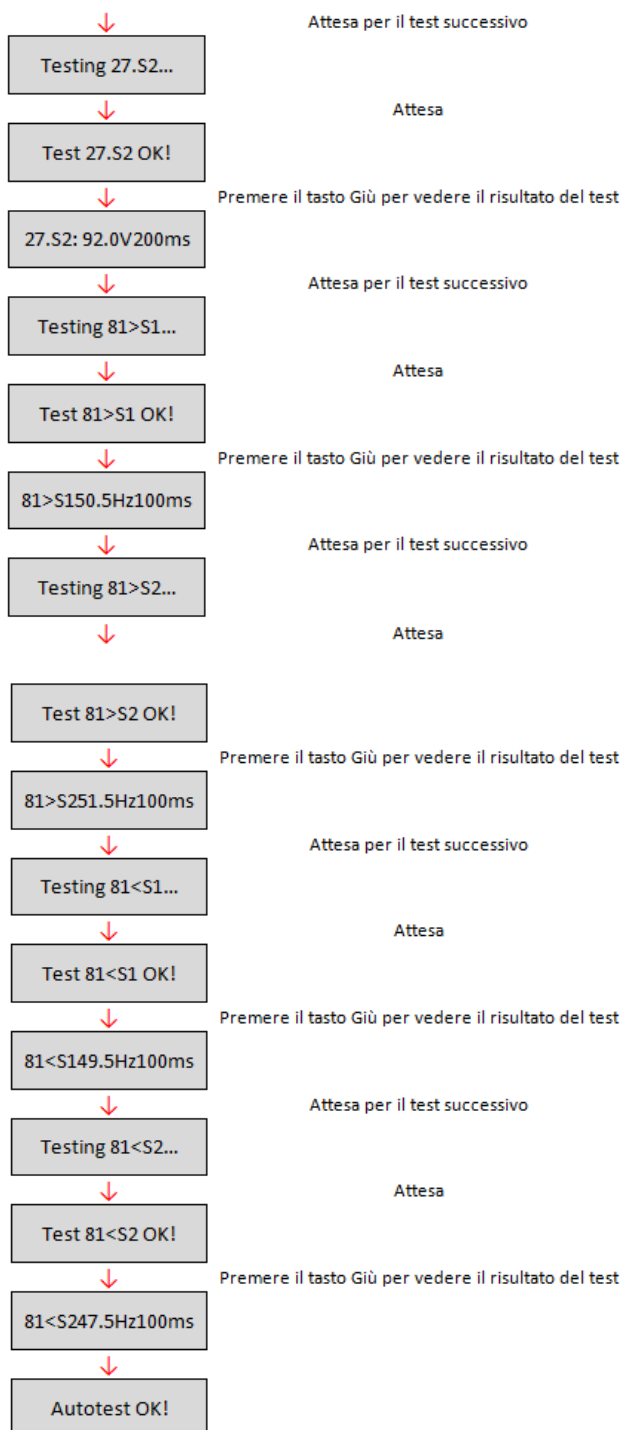 Attesa per il test successivo
Testing 27.S2...
Attesa
Test 27.S2 OK!
Premere il tasto Giù per vedere il risultato del test
27.S2: 92.0V200ms
Attesa per il test successivo
Testing 81>S1...
Attesa
Test 81>S1 OK!
Premere il tasto Giù per vedere il risultato del test
81>S150.5Hz100ms
Attesa per il test successivo
Testing 81>S2...
Attesa
Test 81>S2 OK!
Premere il tasto Giù per vedere il risultato del test
81>S251.5Hz100ms
Attesa per il test successivo
Testing 81<S1...
Attesa
Test 81<S1 OK!
Premere il tasto Giù per vedere il risultato del test
81<S149.5Hz100ms
Attesa per il test successivo
Testing 81<S2...
Attesa
Test 81<S2 OK!
Premere il tasto Giù per vedere il risultato del test
81<S247.5Hz100ms
Autotest OK!